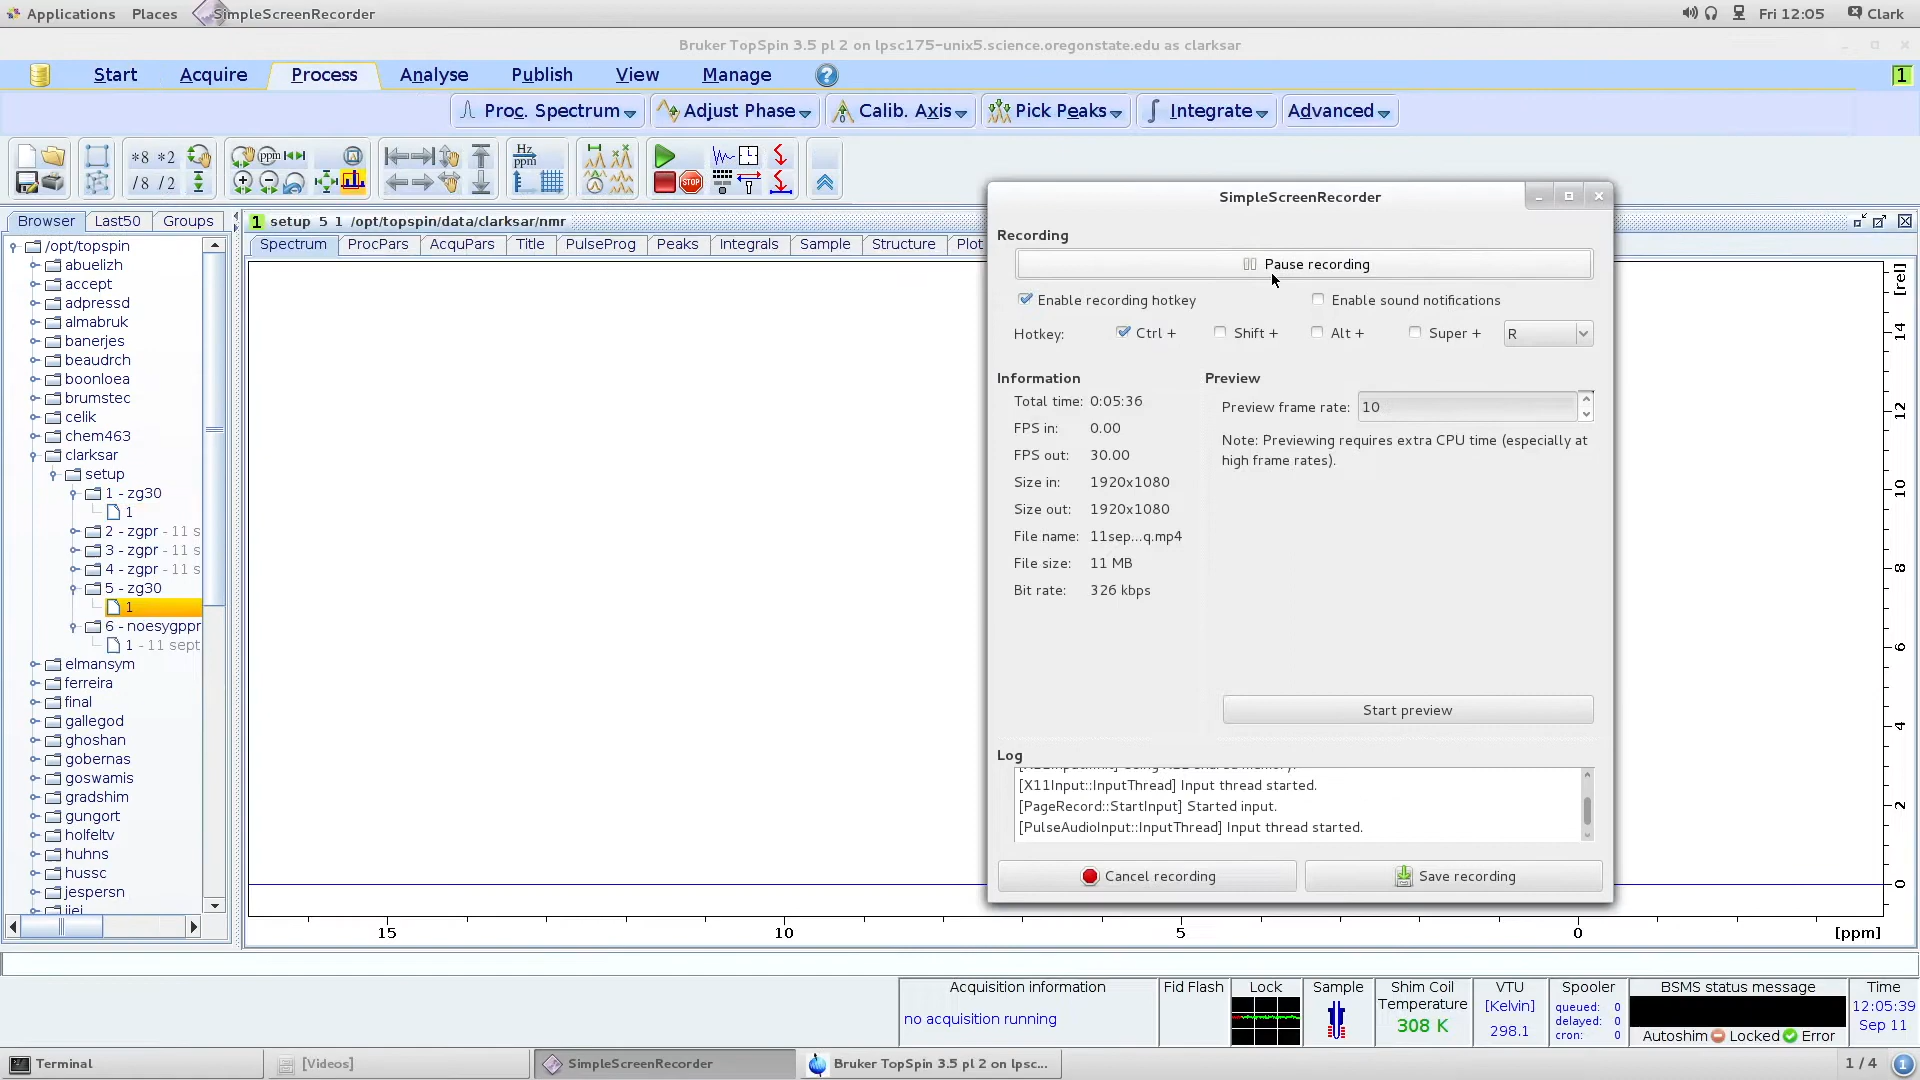 Applications Places SimpleScreenRecorder Fri 12:05 Clark
Bruker TopSpin 3.5 pl 2 on lpsc175-unix5.science.oregonstate.edu as clarksar
Start Acquire Process Analyse Publish View Manage ? 1
Proc. Spectrum Adjust Phase Calib. Axis Pick Peaks Integrate Advanced
*8 *2 ppm Hz
/8 /2 ppm STOP
Browser Last50 Groups
1 setup 5 1 /opt/topspin/data/clarksar/nmr
Spectrum ProcPars AcquPars Title PulseProg Peaks Integrals Sample Structure Plot
/opt/topspin
abuelizh
accept
adpressd
almabruk
banerjes
beaudrch
boonloea
brumstec
celik
chem463
clarksar
setup
1 - zg30
1
2 - zgpr - 11 s
3 - zgpr - 11 s
4 - zgpr - 11 s
5 - zg30
1
6 - noesygppr
1 - 11 sept
elmansym
ferreira
final
gallegod
ghoshan
gobernas
goswamis
gradshim
gungort
holfeltv
huhns
hussc
jespersn
SimpleScreenRecorder
Recording
Pause recording
Enable recording hotkey Enable sound notifications
Hotkey: Ctrl + Shift + Alt + Super + R
Information
Total time: 0:05:36
FPS in: 0.00
FPS out: 30.00
Size in: 1920x1080
Size out: 1920x1080
File name: 11sep...q.mp4
File size: 11 MB
Bit rate: 326 kbps
Preview
Preview frame rate: 10
Note: Previewing requires extra CPU time (especially at
high frame rates).
Start preview
Log
[X11Input::InputThread] Input thread started.
[PageRecord::StartInput] Started input.
[PulseAudioInput::InputThread] Input thread started.
Cancel recording Save recording
[rel]
14
12
10
8
6
4
2
0
15 10 5 0 [ppm]
Acquisition information
no acquisition running
Fid Flash
Lock
Sample
Shim Coil
Temperature
308 K
VTU
[Kelvin]
298.1
Spooler
queued: 0
delayed: 0
cron: 0
BSMS status message
Autoshim Locked Error
Time
12:05:39
Sep 11
Terminal [Videos] SimpleScreenRecorder Bruker TopSpin 3.5 pl 2 on lpsc... 1 / 4 1